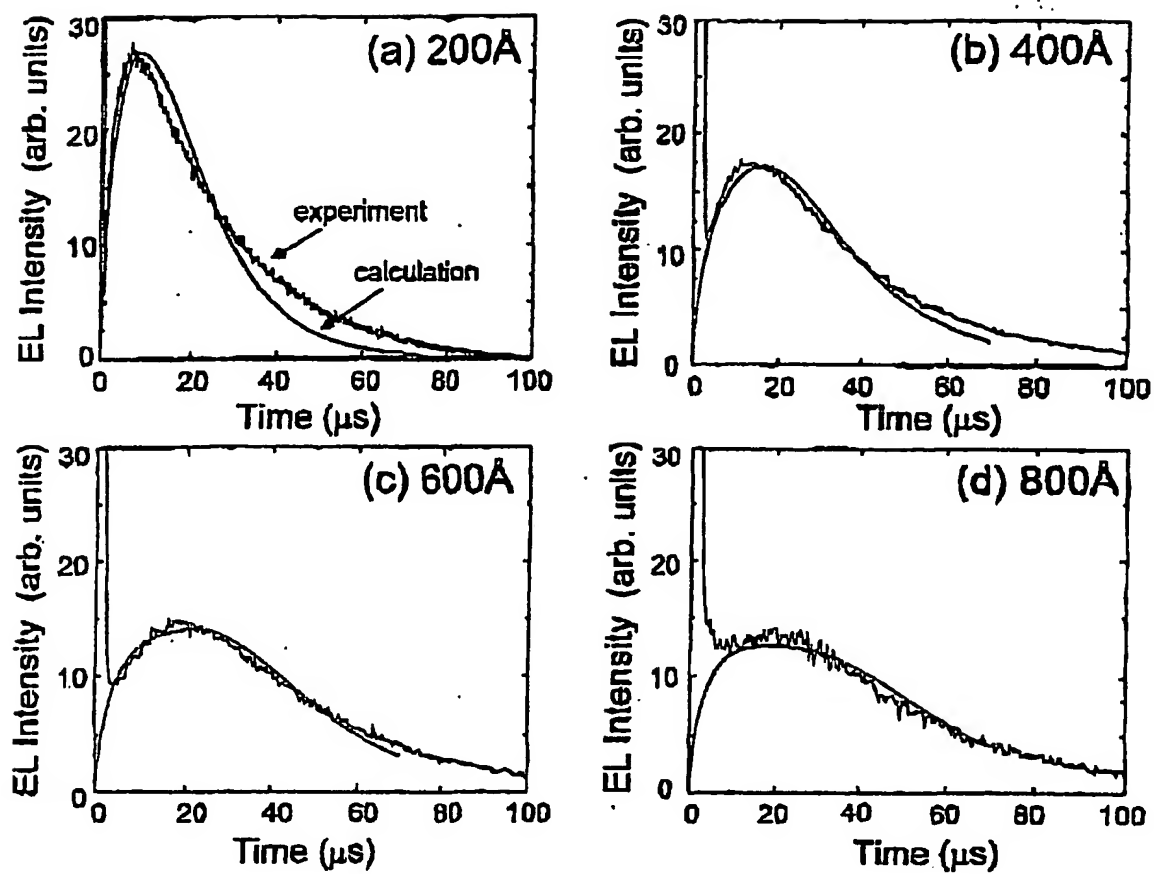 (a) 200Å
EL Intensity (arb. units)
30
20
10
0
experiment
calculation
0 20 40 60 80 100
Time (µs)
(b) 400Å
EL Intensity (arb. units)
30
20
10
0
0 20 40 60 80 100
Time (µs)
(c) 600Å
EL Intensity (arb. units)
30
20
1.0
0
0 20 40 60 80 100
Time (µs)
(d) 800Å
EL Intensity (arb. units)
30
20
10
0
0 20 40 60 80 100
Time (µs)